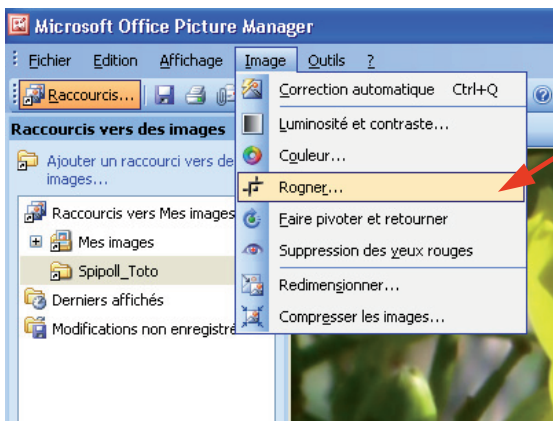 Microsoft Office Picture Manager
Fichier Edition Affichage Image Outils ?
Raccourcis...
Correction automatique Ctrl+Q
Raccourcis vers des images
Luminosité et contraste...
Ajouter un raccourci vers de
images...
Couleur...
Rogner...
Raccourcis vers Mes images
Faire pivoter et retourner
Mes images
Suppression des yeux rouges
Spipoll_Toto
Redimensionner...
Derniers affichés
Compresser les images...
Modifications non enregistré